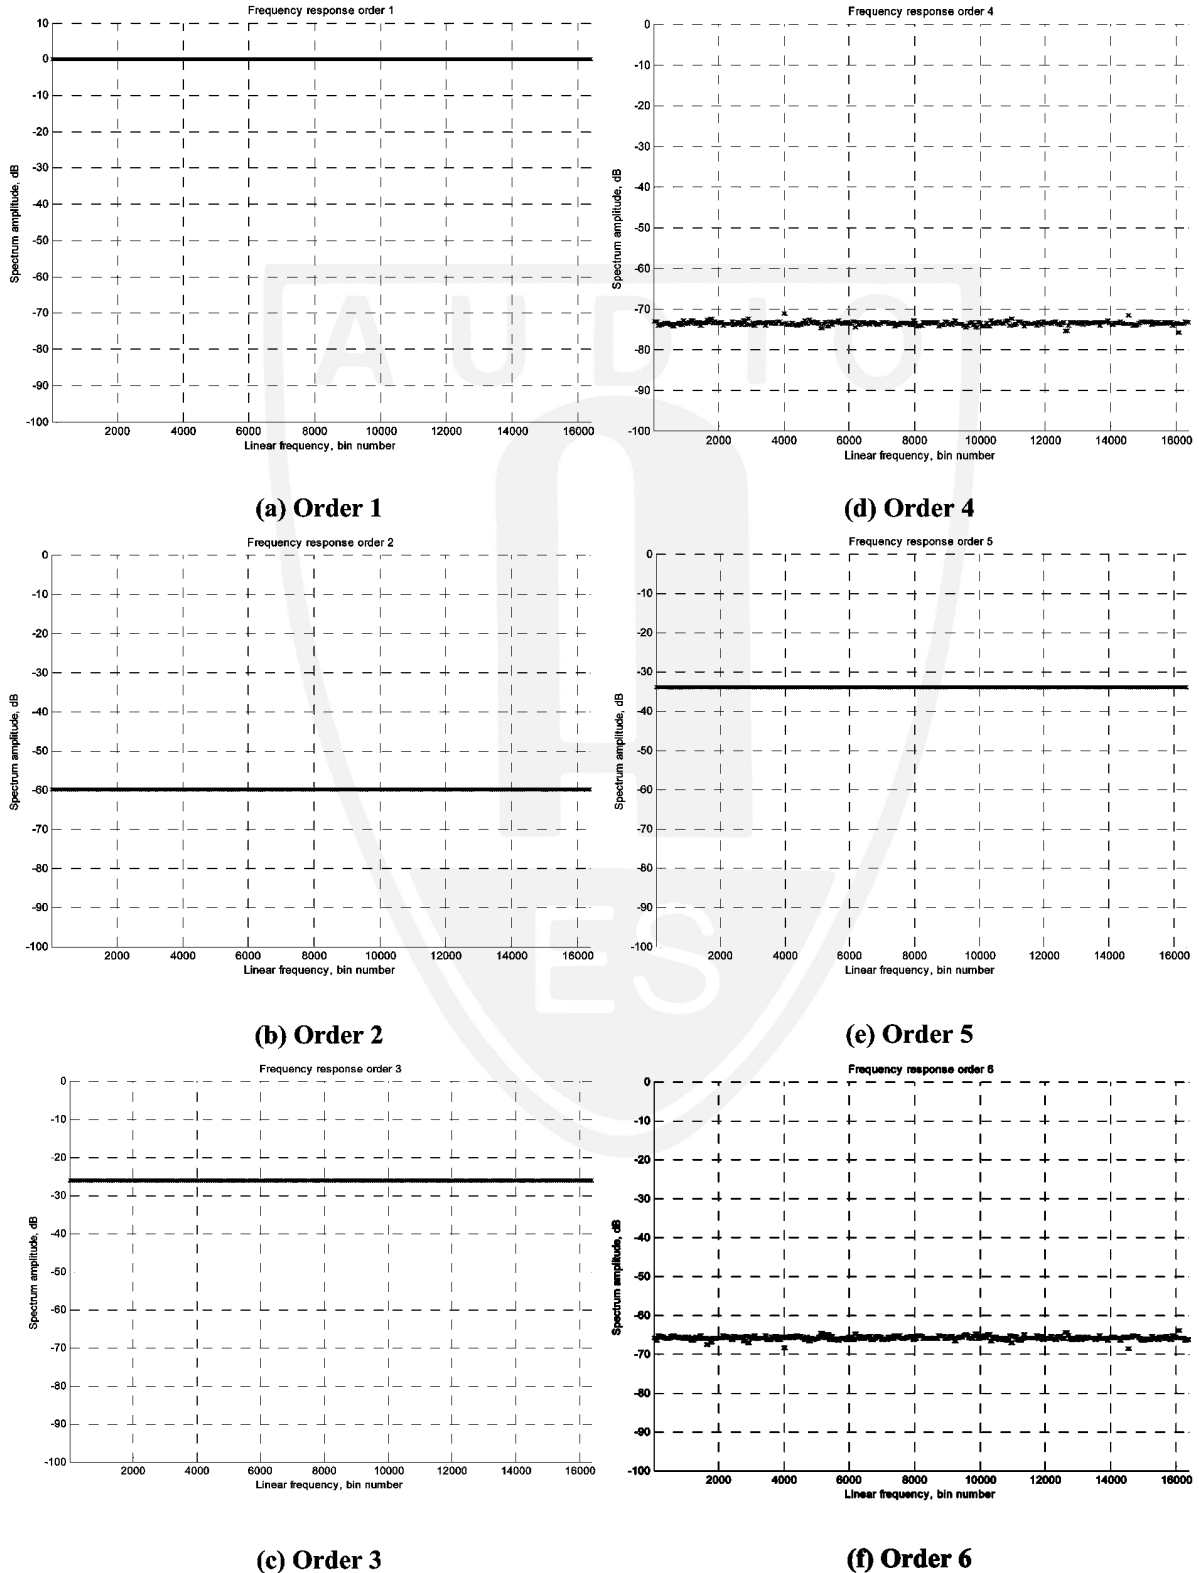 Frequency response order 1
10
0
-10
-20
-30
-40
-50
-60
-70
-80
-90
-100
Spectrum amplitude, dB
2000 4000 6000 8000 10000 12000 14000 16000
Linear frequency, bin number
(a) Order 1
Frequency response order 2
0
-10
-20
-30
-40
-50
-60
-70
-80
-90
-100
Spectrum amplitude, dB
2000 4000 6000 8000 10000 12000 14000 16000
Linear frequency, bin number
(b) Order 2
Frequency response order 3
0
-10
-20
-30
-40
-50
-60
-70
-80
-90
-100
Spectrum amplitude, dB
2000 4000 6000 8000 10000 12000 14000 16000
Linear frequency, bin number
(c) Order 3
Frequency response order 4
0
-10
-20
-30
-40
-50
-60
-70
-80
-90
-100
Spectrum amplitude, dB
2000 4000 6000 8000 10000 12000 14000 16000
Linear frequency, bin number
(d) Order 4
Frequency response order 5
0
-10
-20
-30
-40
-50
-60
-70
-80
-90
-100
Spectrum amplitude, dB
2000 4000 6000 8000 10000 12000 14000 16000
Linear frequency, bin number
(e) Order 5
Frequency response order 6
0
-10
-20
-30
-40
-50
-60
-70
-80
-90
-100
Spectrum amplitude, dB
2000 4000 6000 8000 10000 12000 14000 16000
Linear frequency, bin number
(f) Order 6
AUDIO
AES